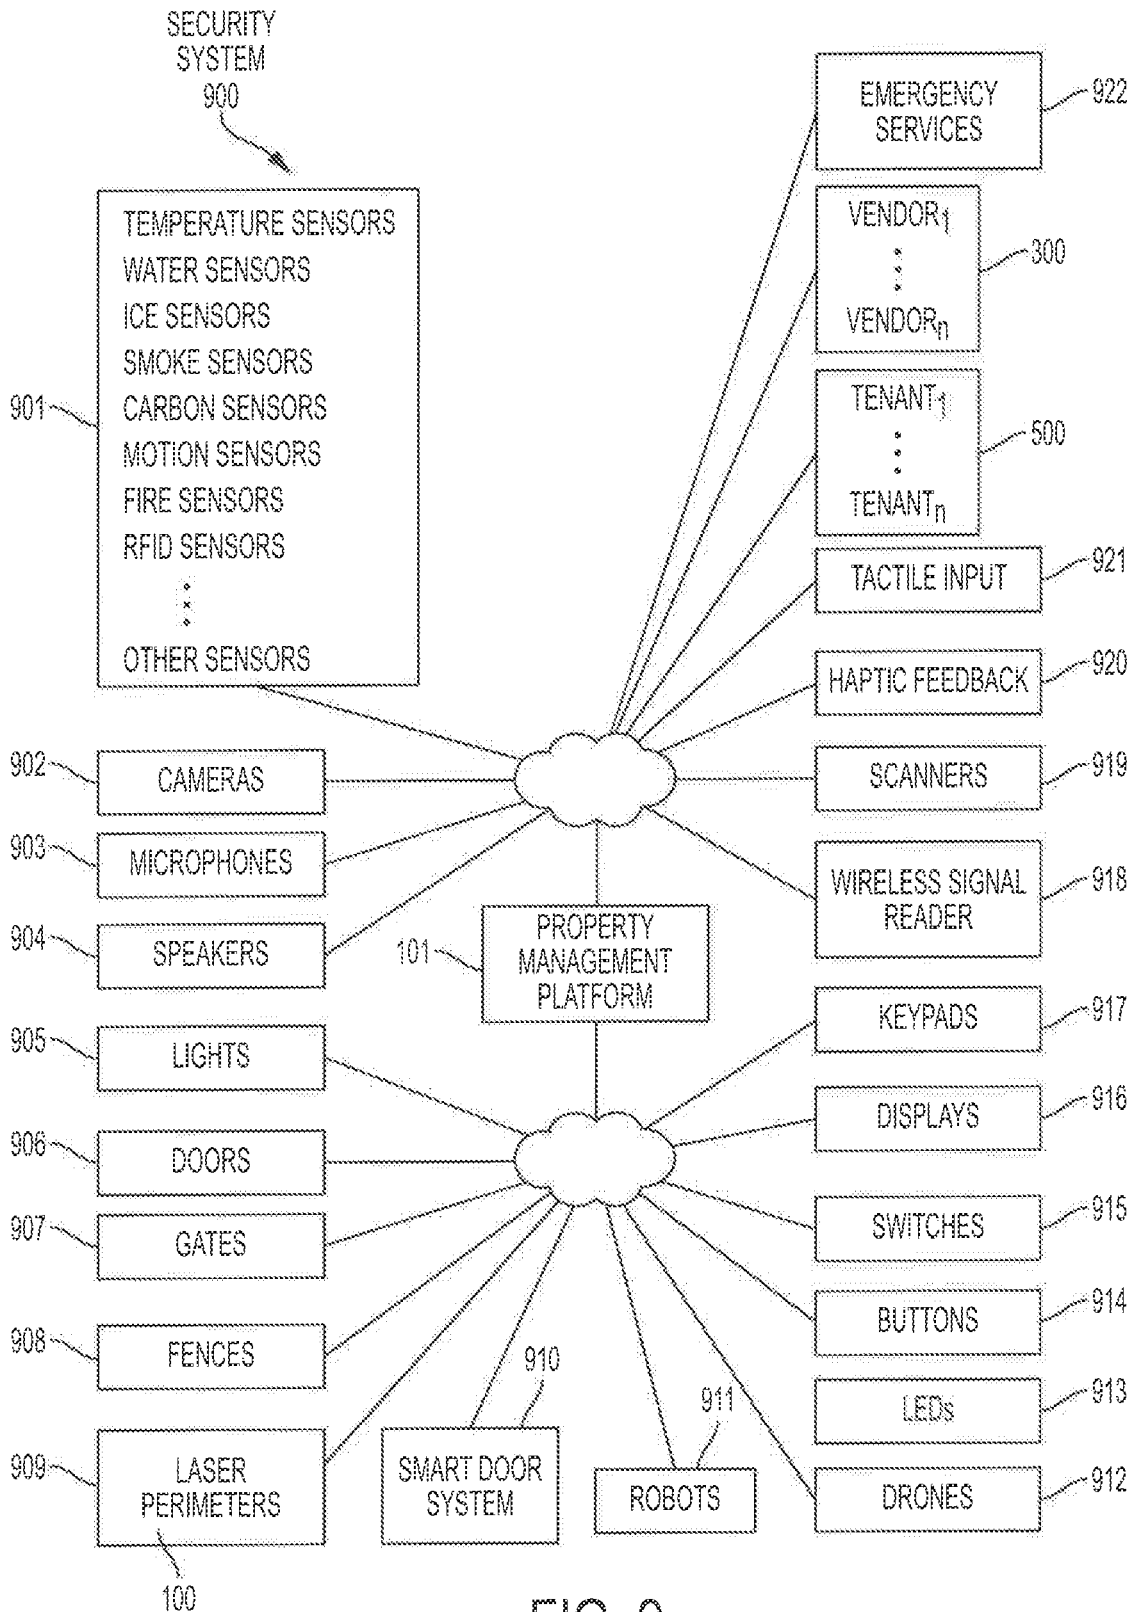 SECURITY
SYSTEM
900
TEMPERATURE SENSORS
WATER SENSORS
ICE SENSORS
SMOKE SENSORS
CARBON SENSORS
MOTION SENSORS
FIRE SENSORS
RFID SENSORS
OTHER SENSORS
901
CAMERAS
902
MICROPHONES
903
SPEAKERS
904
LIGHTS
905
DOORS
906
GATES
907
FENCES
908
LASER
PERIMETERS
909
100
PROPERTY
MANAGEMENT
PLATFORM
101
SMART DOOR
SYSTEM
910
ROBOTS
911
EMERGENCY
SERVICES
922
VENDOR1
VENDORn
300
TENANT1
TENANTn
500
TACTILE INPUT
921
HAPTIC FEEDBACK
920
SCANNERS
919
WIRELESS SIGNAL
READER
918
KEYPADS
917
DISPLAYS
916
SWITCHES
915
BUTTONS
914
LEDs
913
DRONES
912